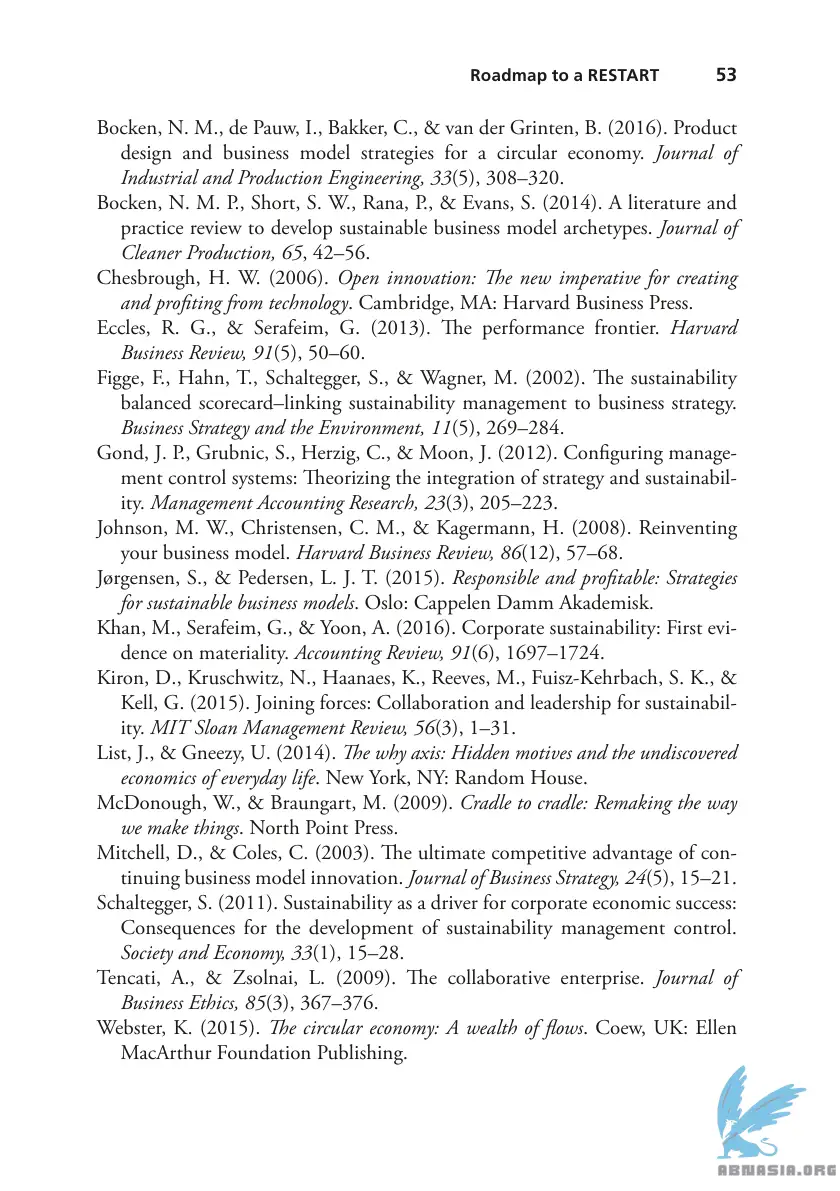 Roadmap to a RESTART 53
Bocken, N. M., de Pauw, I., Bakker, C., & van der Grinten, B. (2016). Product
design and business model strategies for a circular economy. Journal of
Industrial and Production Engineering, 33(5), 308–320.
Bocken, N. M. P., Short, S. W., Rana, P., & Evans, S. (2014). A literature and
practice review to develop sustainable business model archetypes. Journal of
Cleaner Production, 65, 42–56.
Chesbrough, H. W. (2006). Open innovation: The new imperative for creating
and profiting from technology. Cambridge, MA: Harvard Business Press.
Eccles, R. G., & Serafeim, G. (2013). The performance frontier. Harvard
Business Review, 91(5), 50–60.
Figge, F., Hahn, T., Schaltegger, S., & Wagner, M. (2002). The sustainability
balanced scorecard–linking sustainability management to business strategy.
Business Strategy and the Environment, 11(5), 269–284.
Gond, J. P., Grubnic, S., Herzig, C., & Moon, J. (2012). Configuring manage-
ment control systems: Theorizing the integration of strategy and sustainabil-
ity. Management Accounting Research, 23(3), 205–223.
Johnson, M. W., Christensen, C. M., & Kagermann, H. (2008). Reinventing
your business model. Harvard Business Review, 86(12), 57–68.
Jørgensen, S., & Pedersen, L. J. T. (2015). Responsible and profitable: Strategies
for sustainable business models. Oslo: Cappelen Damm Akademisk.
Khan, M., Serafeim, G., & Yoon, A. (2016). Corporate sustainability: First evi-
dence on materiality. Accounting Review, 91(6), 1697–1724.
Kiron, D., Kruschwitz, N., Haanaes, K., Reeves, M., Fuisz-Kehrbach, S. K., &
Kell, G. (2015). Joining forces: Collaboration and leadership for sustainabil-
ity. MIT Sloan Management Review, 56(3), 1–31.
List, J., & Gneezy, U. (2014). The why axis: Hidden motives and the undiscovered
economics of everyday life. New York, NY: Random House.
McDonough, W., & Braungart, M. (2009). Cradle to cradle: Remaking the way
we make things. North Point Press.
Mitchell, D., & Coles, C. (2003). The ultimate competitive advantage of con-
tinuing business model innovation. Journal of Business Strategy, 24(5), 15–21.
Schaltegger, S. (2011). Sustainability as a driver for corporate economic success:
Consequences for the development of sustainability management control.
Society and Economy, 33(1), 15–28.
Tencati, A., & Zsolnai, L. (2009). The collaborative enterprise. Journal of
Business Ethics, 85(3), 367–376.
Webster, K. (2015). The circular economy: A wealth of flows. Coew, UK: Ellen
MacArthur Foundation Publishing.
ABNASIA.ORG